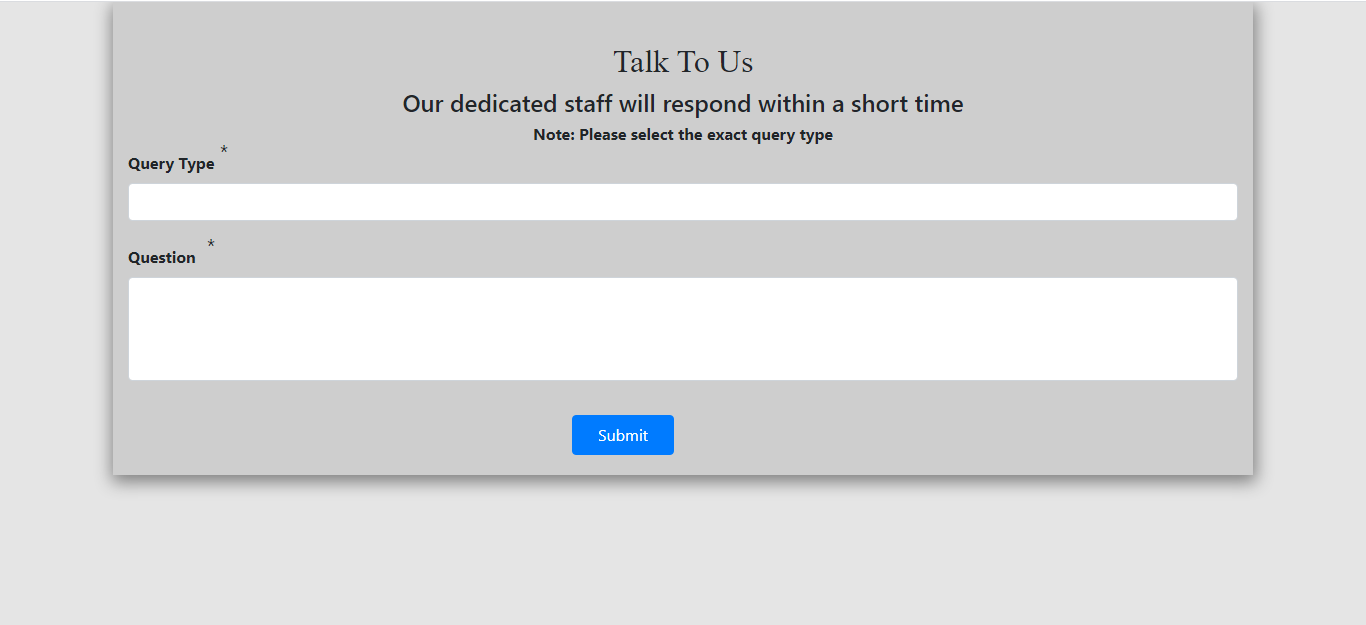 Talk To Us
Our dedicated staff will respond within a short time
Note: Please select the exact query type
Query Type *
Question *
Submit